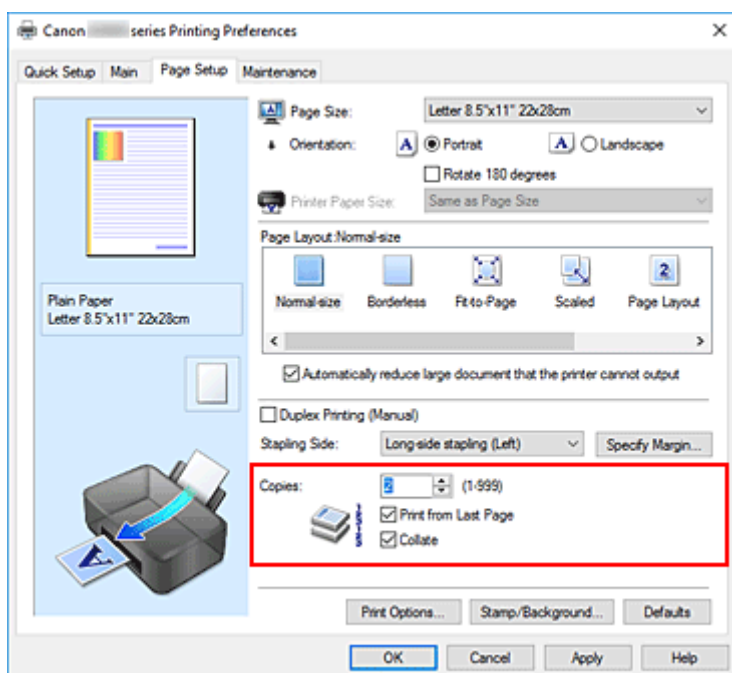 Canon series Printing Preferences
Quick Setup Main Page Setup Maintenance
Page Size: Letter 8.5"x11" 22x28cm
Orientation: A Portrait A Landscape
Rotate 180 degrees
Printer Paper Size: Same as Page Size
Page Layout:Normal-size
2
Normal-size Borderless Fit-to-Page Scaled Page Layout
Plain Paper
Letter 8.5"x11" 22x28cm
Automatically reduce large document that the printer cannot output
Duplex Printing (Manual)
Stapling Side: Long-side stapling (Left) Specify Margin...
Copies: 2 (1-999)
Print from Last Page
Collate
A
Print Options... Stamp/Background... Defaults
OK Cancel Apply Help